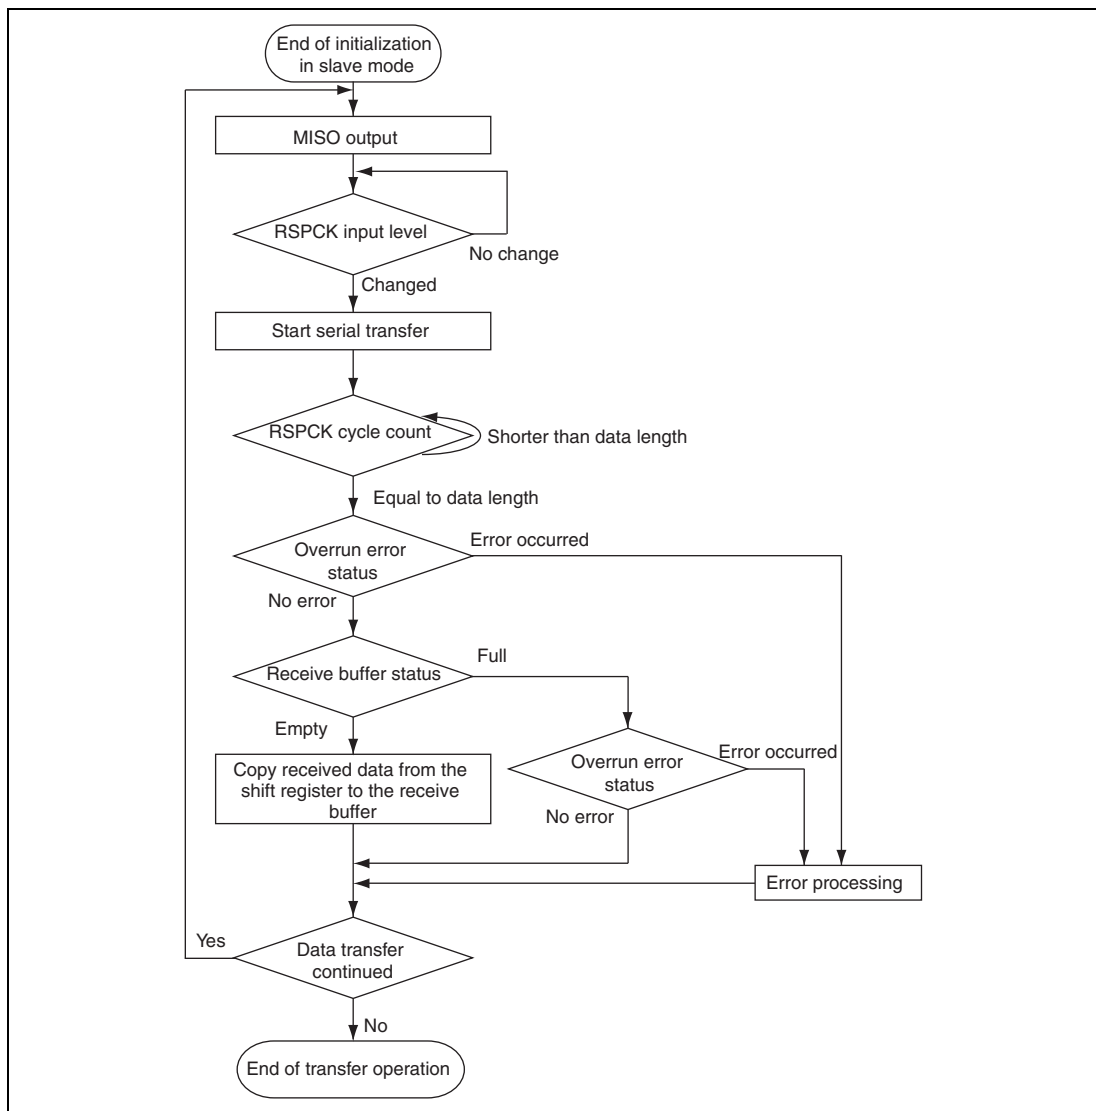 End of initialization
in slave mode
MISO output
RSPCK input level
No change
Changed
Start serial transfer
RSPCK cycle count
Shorter than data length
Equal to data length
Overrun error
status
Error occurred
No error
Receive buffer status
Full
Empty
Copy received data from the
shift register to the receive
buffer
Overrun error
status
Error occurred
No error
Error processing
Yes
Data transfer
continued
No
End of transfer operation